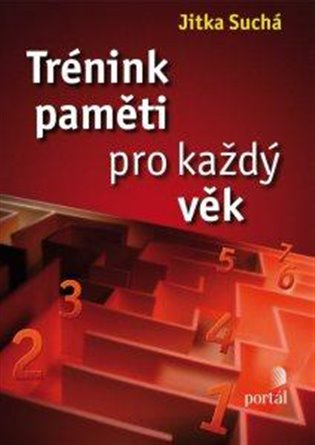 Jitka Suchá
Trénink
paměti
pro každý
věk
5
7
6
3
4
2
1
portál